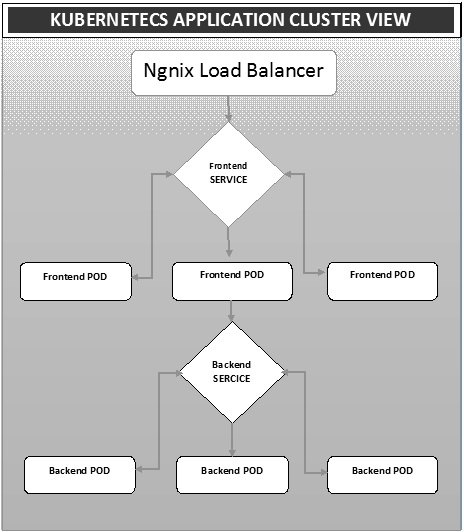 KUBERNETECS APPLICATION CLUSTER VIEW
Ngnix Load Balancer
Frontend
SERVICE
Frontend POD
Frontend POD
Frontend POD
Backend
SERCICE
Backend POD
Backend POD
Backend POD